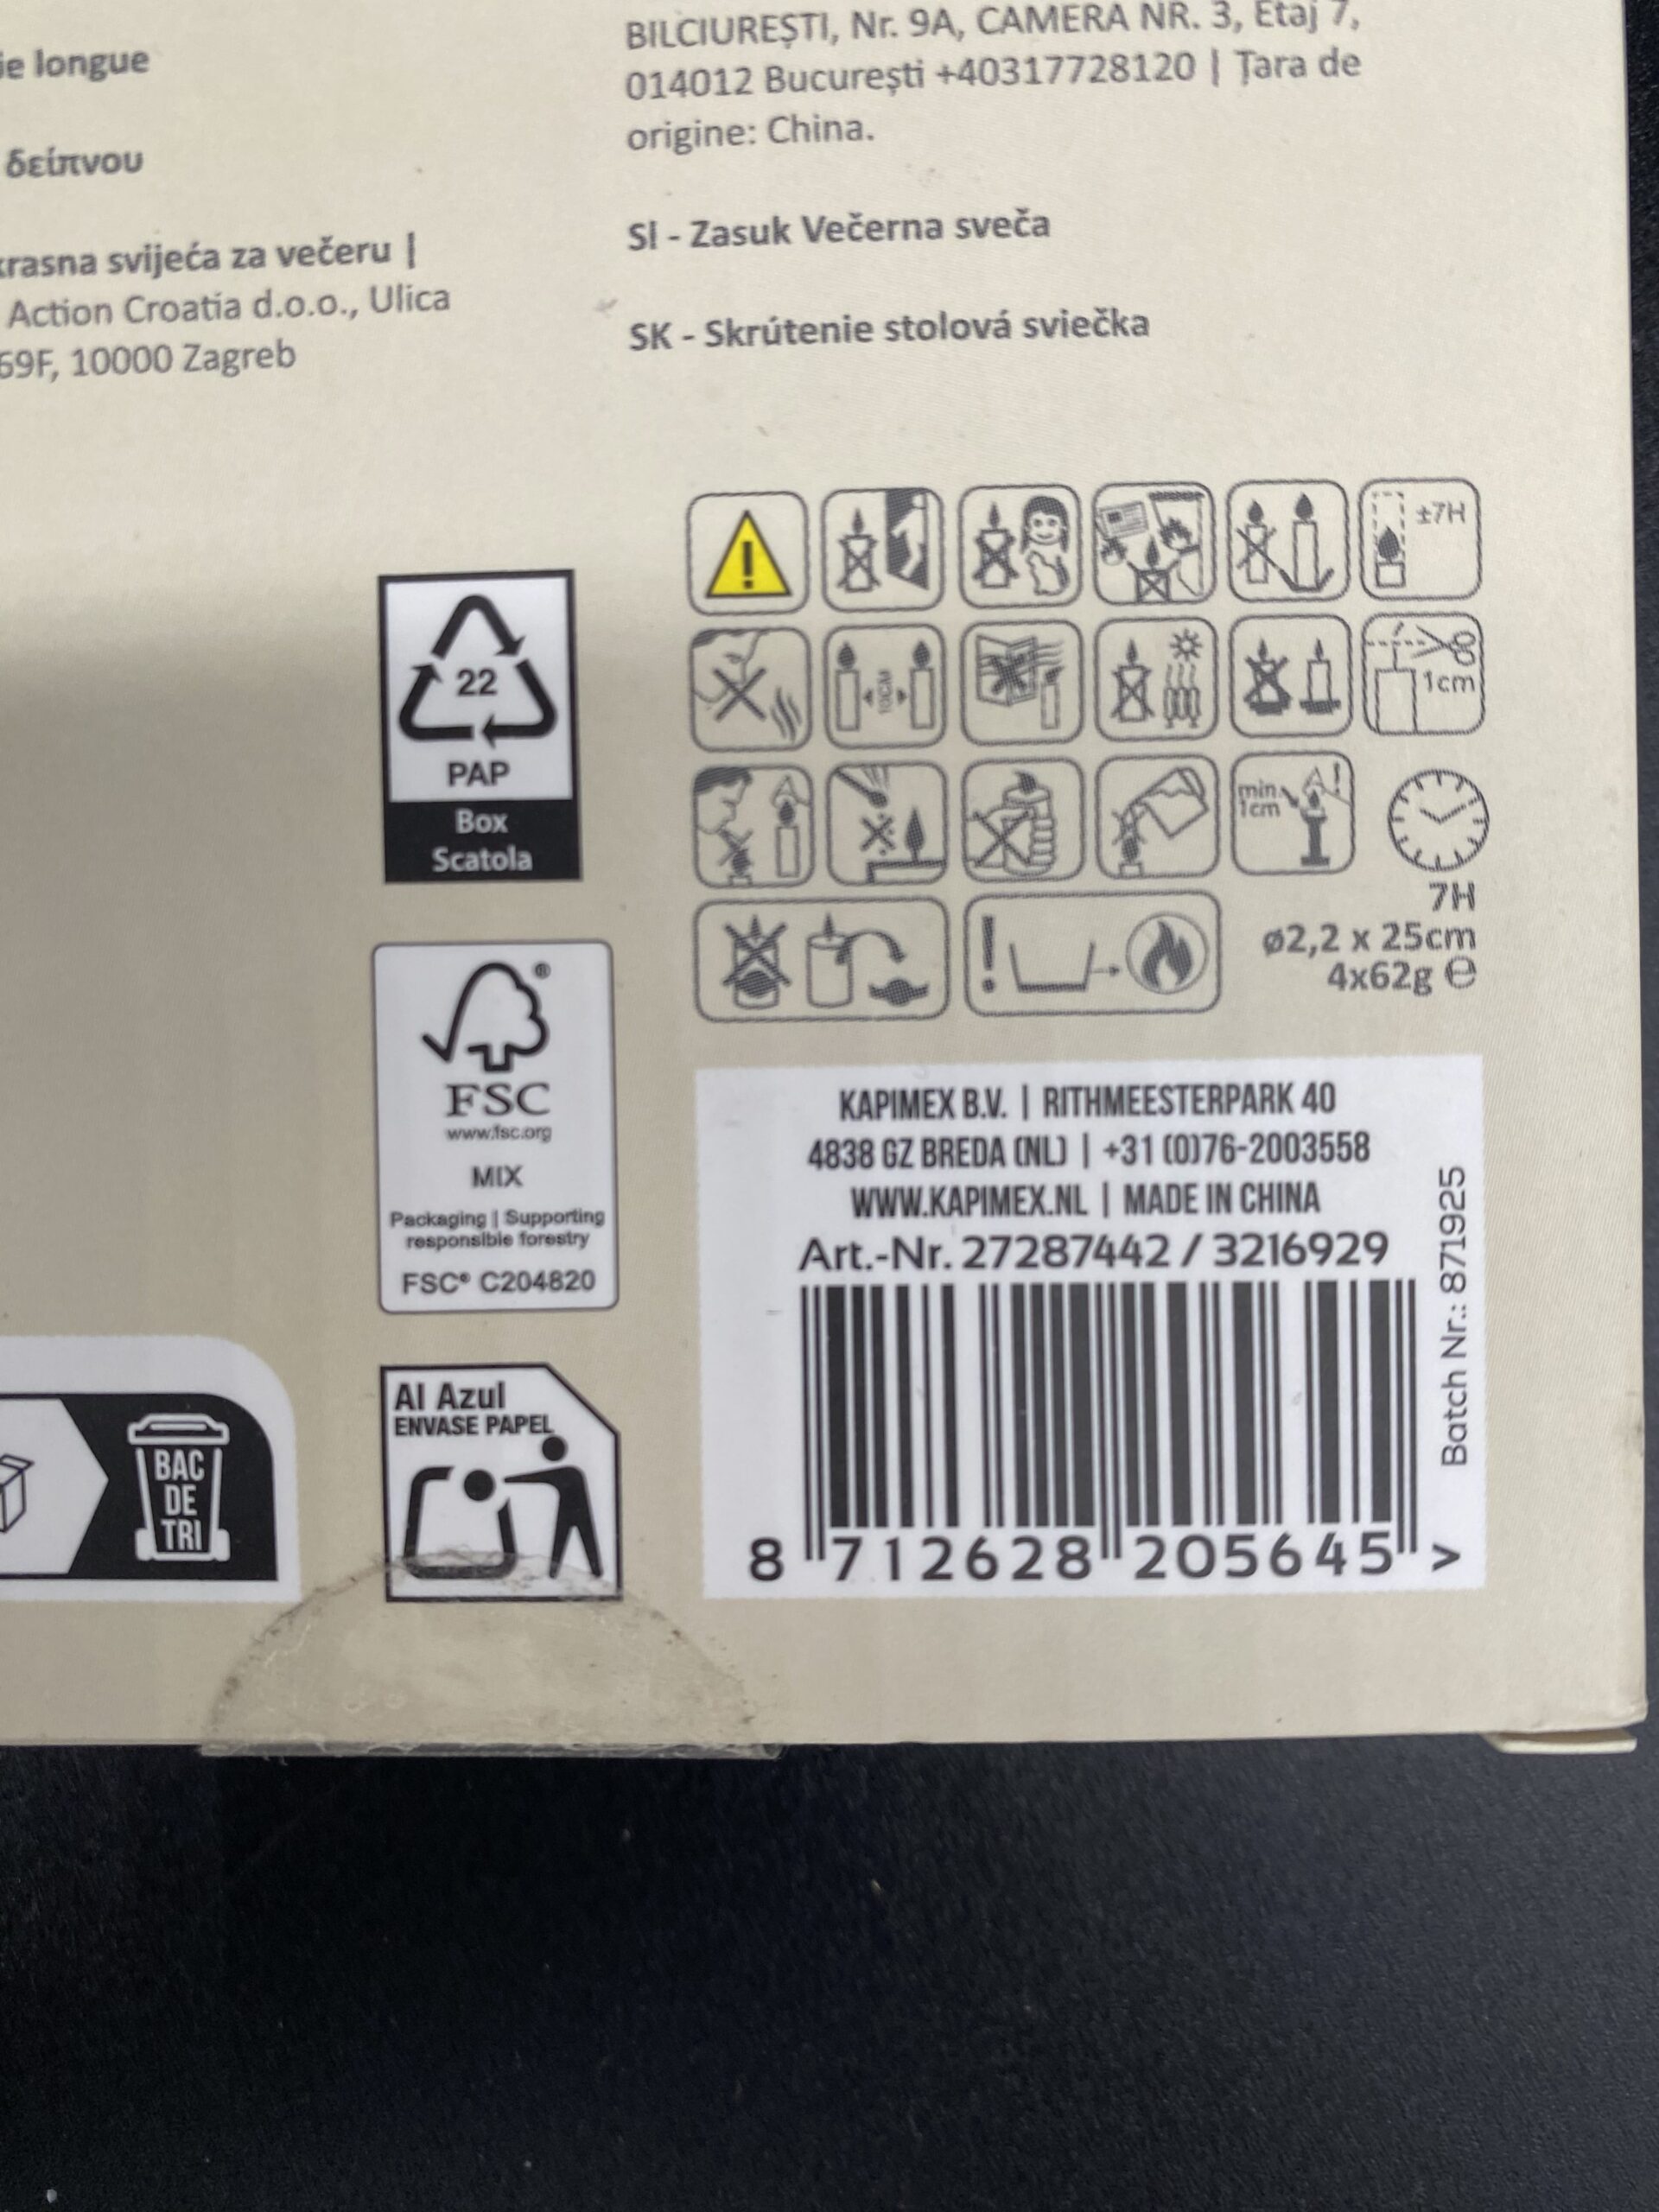 ie longue
δείπνου
krasna svijeća za večeru |
Action Croatia d.o.o., Ulica
69F, 10000 Zagreb
BILCIUREȘTI, Nr. 9A, CAMERA NR. 3, Etaj 7,
014012 București +40317728120 | Țara de
origine: China.
SI - Zasuk Večerna sveča
SK - Skrútenie stolová sviečka
22
PAP
Box
Scatola
FSC®
www.fsc.org
MIX
Packaging | Supporting
responsible forestry
FSC® C204820
Al Azul
ENVASE PAPEL
BAC
DE
TRI
±7H
10CM
1cm
min.
1cm
7H
ø2,2 x 25cm
4x62g ℮
KAPIMEX B.V. | RITHMEESTERPARK 40
4838 GZ BREDA (NL) | +31 (0)76-2003558
WWW.KAPIMEX.NL | MADE IN CHINA
Art.-Nr. 27287442 / 3216929
Batch Nr.: 871925
8 712628 205645 >